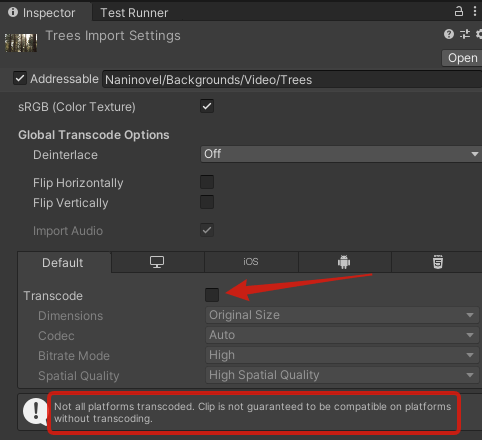 Inspector
Test Runner
Trees Import Settings
Open
Addressable
Naninovel/Backgrounds/Video/Trees
sRGB (Color Texture)
Global Transcode Options
Deinterlace
Off
Flip Horizontally
Flip Vertically
Import Audio
Default
iOS
5
Transcode
Dimensions
Original Size
Codec
Auto
Bitrate Mode
High
Spatial Quality
High Spatial Quality
Not all platforms transcoded. Clip is not guaranteed to be compatible on platforms
without transcoding.